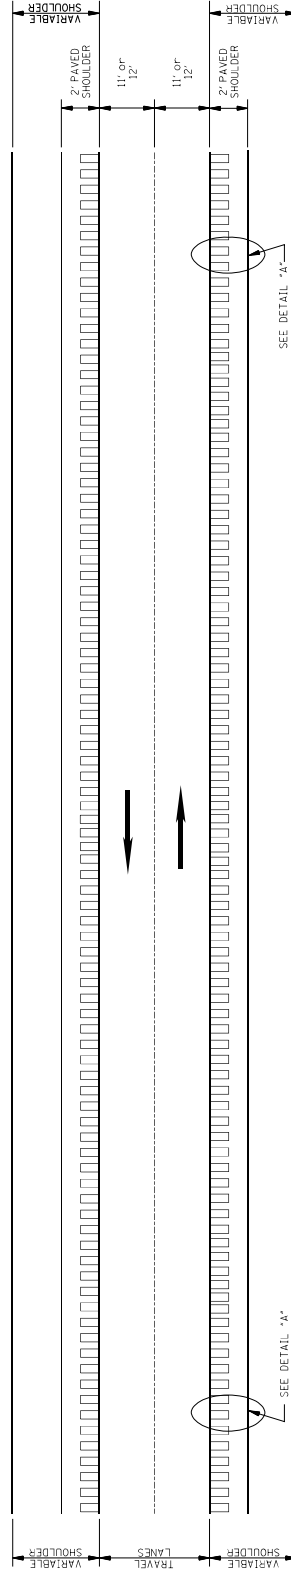 VARIABLE
SHOULDER
2' PAVED
SHOULDER
11' or
12'
11' or
12'
2' PAVED
SHOULDER
VARIABLE
SHOULDER
SEE DETAIL "A"
SEE DETAIL "A"
VARIABLE
SHOULDER
TRAVEL
LANES
VARIABLE
SHOULDER